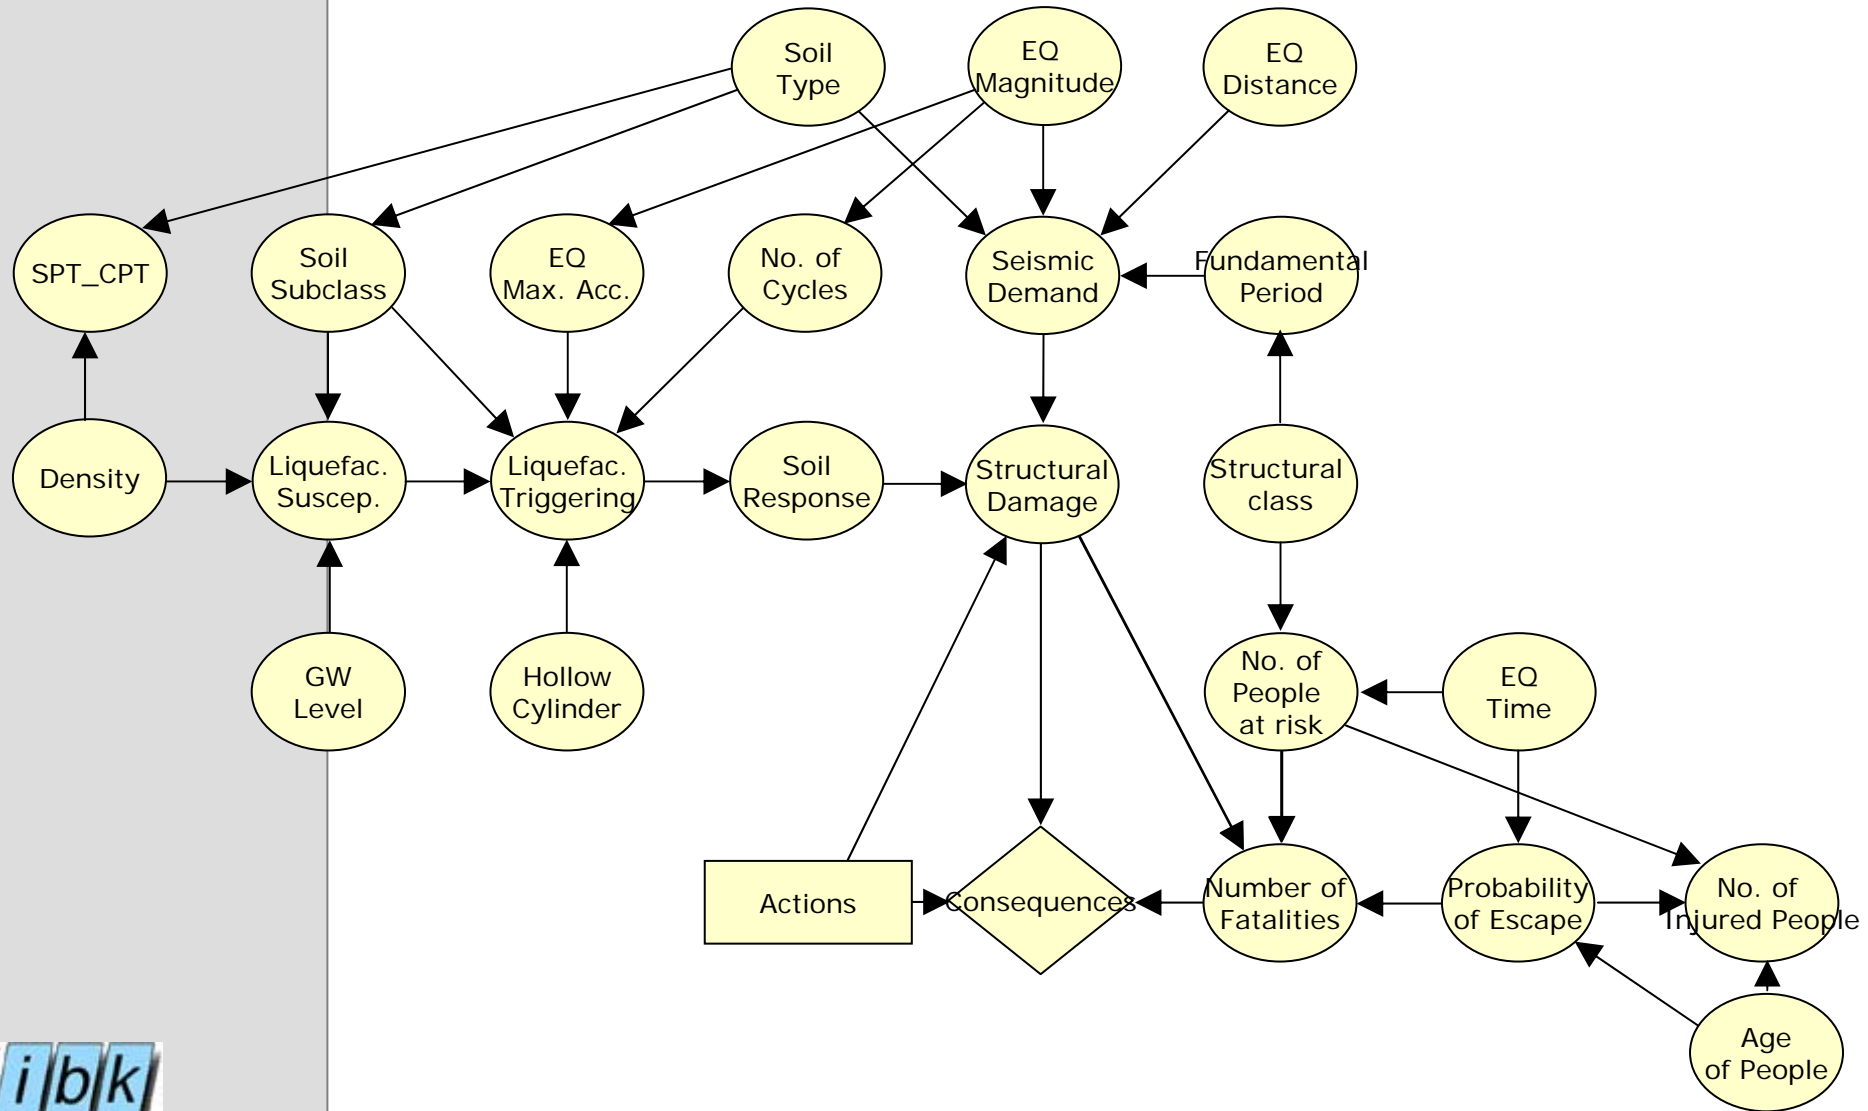 Soil
Type
EQ
Magnitude
EQ
Distance
SPT_CPT
Soil
Subclass
EQ
Max. Acc.
No. of
Cycles
Seismic
Demand
Fundamental
Period
Density
Liquefac.
Suscep.
Liquefac.
Triggering
Soil
Response
Structural
Damage
Structural
class
GW
Level
Hollow
Cylinder
No. of
People
at risk
EQ
Time
Actions
Consequences
Number of
Fatalities
Probability
of Escape
No. of
Injured People
Age
of People
ibk